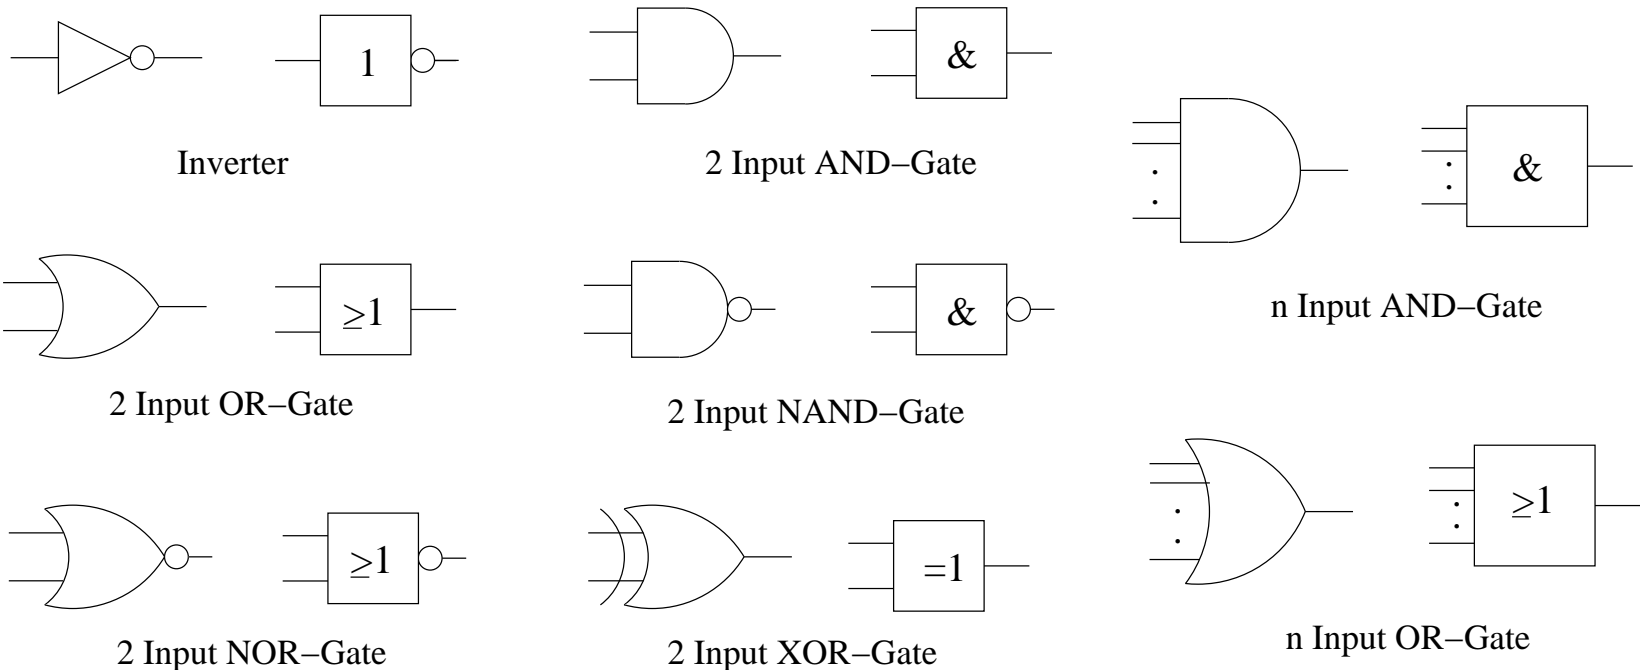 1
&
Inverter
2 Input AND–Gate
&
n Input AND–Gate
≥1
&
2 Input OR–Gate
2 Input NAND–Gate
≥1
≥1
=1
2 Input NOR–Gate
2 Input XOR–Gate
n Input OR–Gate